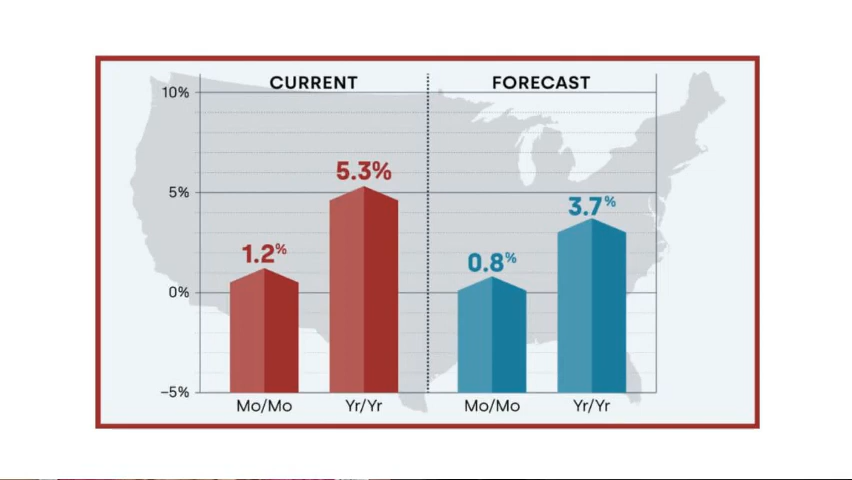 CURRENT
FORECAST
10%
5%
0%
–5%
1.2%
5.3%
0.8%
3.7%
Mo/Mo
Yr/Yr
Mo/Mo
Yr/Yr